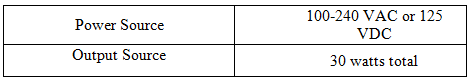 Power Source
100-240 VAC or 125
VDC
Output Source
30 watts total